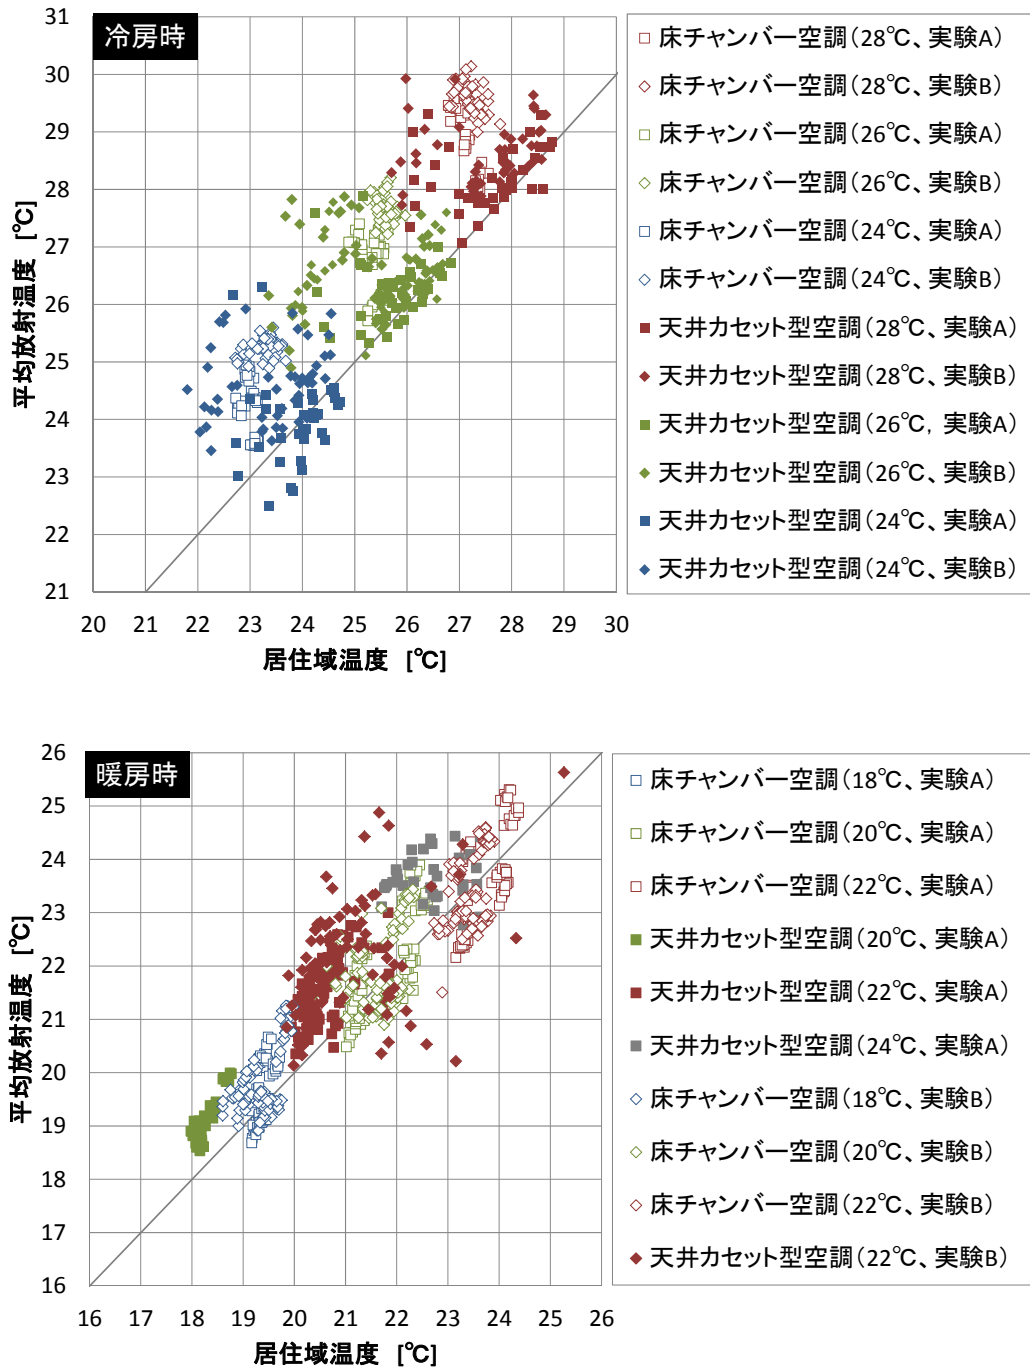 冷房時
平均放射温度 [℃]
31
30
29
28
27
26
25
24
23
22
21
20 21 22 23 24 25 26 27 28 29 30
居住域温度 [℃]
床チャンバー空調(28℃、実験A)
床チャンバー空調(28℃、実験B)
床チャンバー空調(26℃、実験A)
床チャンバー空調(26℃、実験B)
床チャンバー空調(24℃、実験A)
床チャンバー空調(24℃、実験B)
天井カセット型空調(28℃、実験A)
天井カセット型空調(28℃、実験B)
天井カセット型空調(26℃, 実験A)
天井カセット型空調(26℃、実験B)
天井カセット型空調(24℃、実験A)
天井カセット型空調(24℃、実験B)
暖房時
平均放射温度 [℃]
26
25
24
23
22
21
20
19
18
17
16
16 17 18 19 20 21 22 23 24 25 26
居住域温度 [℃]
床チャンバー空調(18℃、実験A)
床チャンバー空調(20℃、実験A)
床チャンバー空調(22℃、実験A)
天井カセット型空調(20℃、実験A)
天井カセット型空調(22℃、実験A)
天井カセット型空調(24℃、実験A)
床チャンバー空調(18℃、実験B)
床チャンバー空調(20℃、実験B)
床チャンバー空調(22℃、実験B)
天井カセット型空調(22℃、実験B)